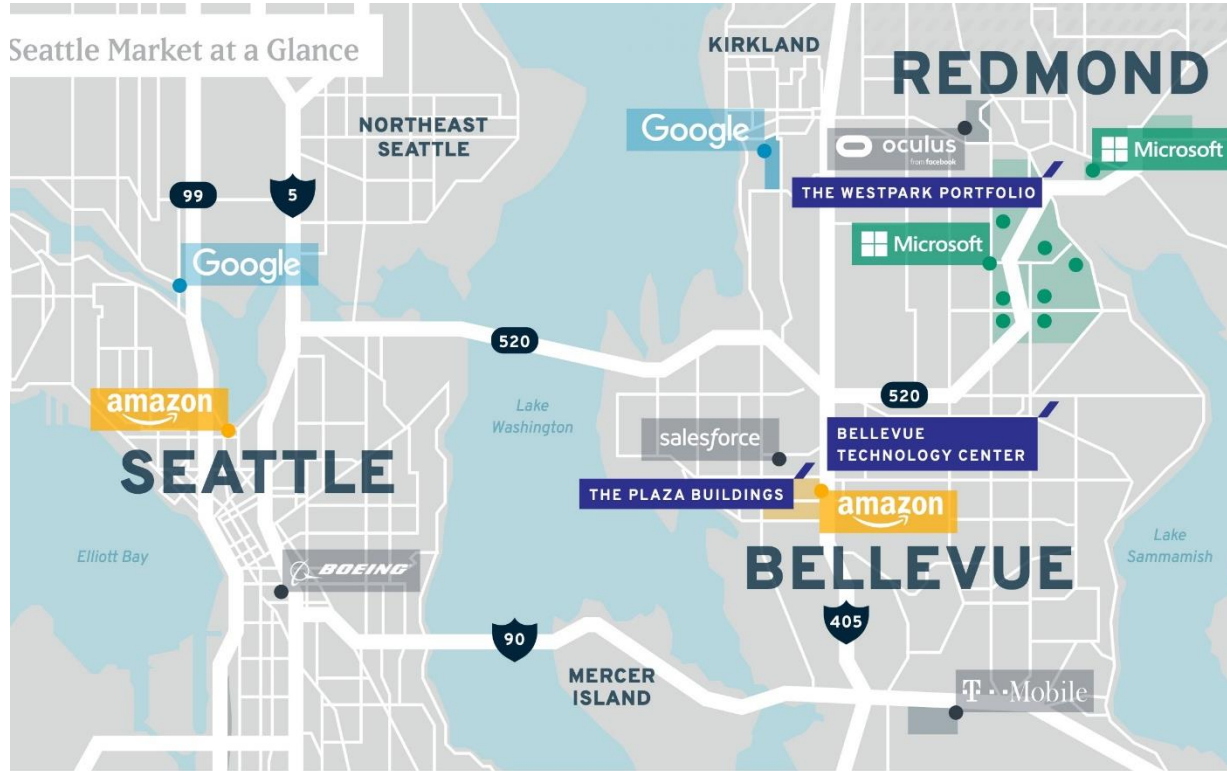 Seattle Market at a Glance
KIRKLAND
REDMOND
NORTHEAST
SEATTLE
Google
oculus
from facebook
Microsoft
THE WESTPARK PORTFOLIO
99
5
Google
Microsoft
520
520
amazon
Lake
Washington
SEATTLE
salesforce
BELLEVUE
TECHNOLOGY CENTER
THE PLAZA BUILDINGS
amazon
Elliott Bay
Lake
Sammamish
BOEING
BELLEVUE
405
90
MERCER
ISLAND
T-Mobile